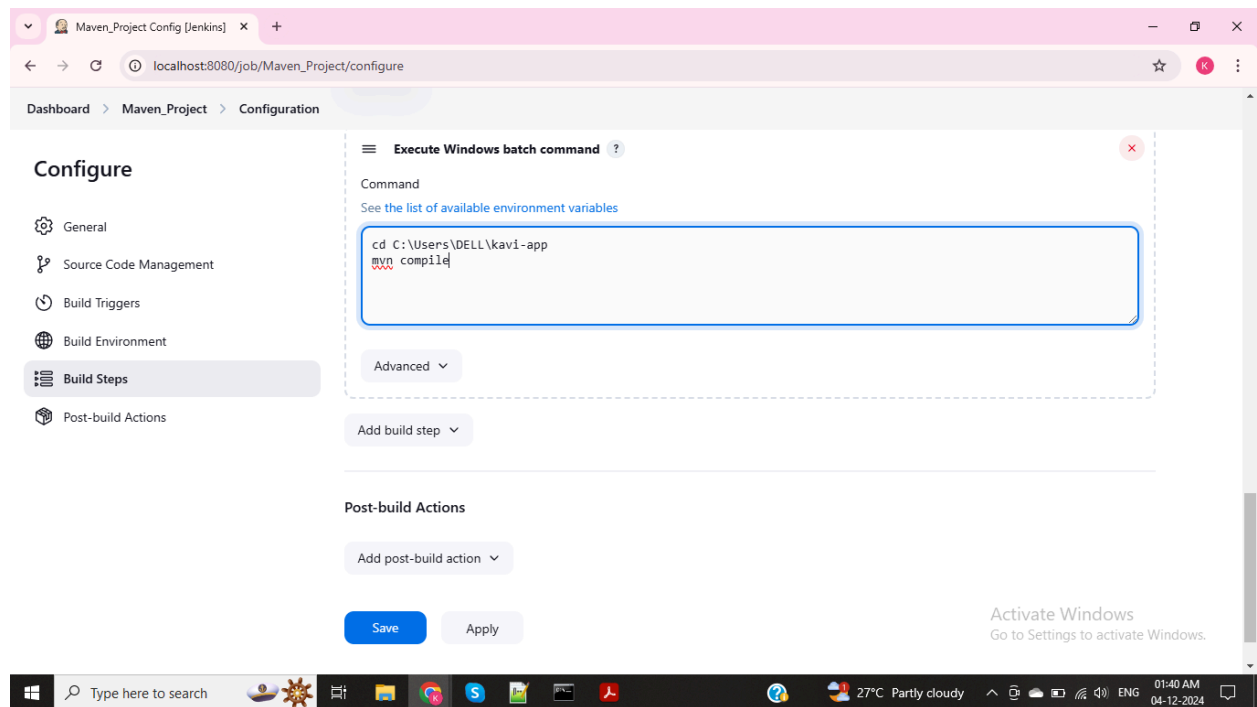 Maven_Project Config [Jenkins]
localhost:8080/job/Maven_Project/configure
K
Dashboard > Maven_Project > Configuration
Configure
General
Source Code Management
Build Triggers
Build Environment
Build Steps
Post-build Actions
Execute Windows batch command ?
Command
See the list of available environment variables
cd C:\Users\DELL\kavi-app
mvn compile
Advanced
Add build step
Post-build Actions
Add post-build action
Save Apply
Activate Windows
Go to Settings to activate Windows.
Type here to search
27°C Partly cloudy
ENG
01:40 AM
04-12-2024